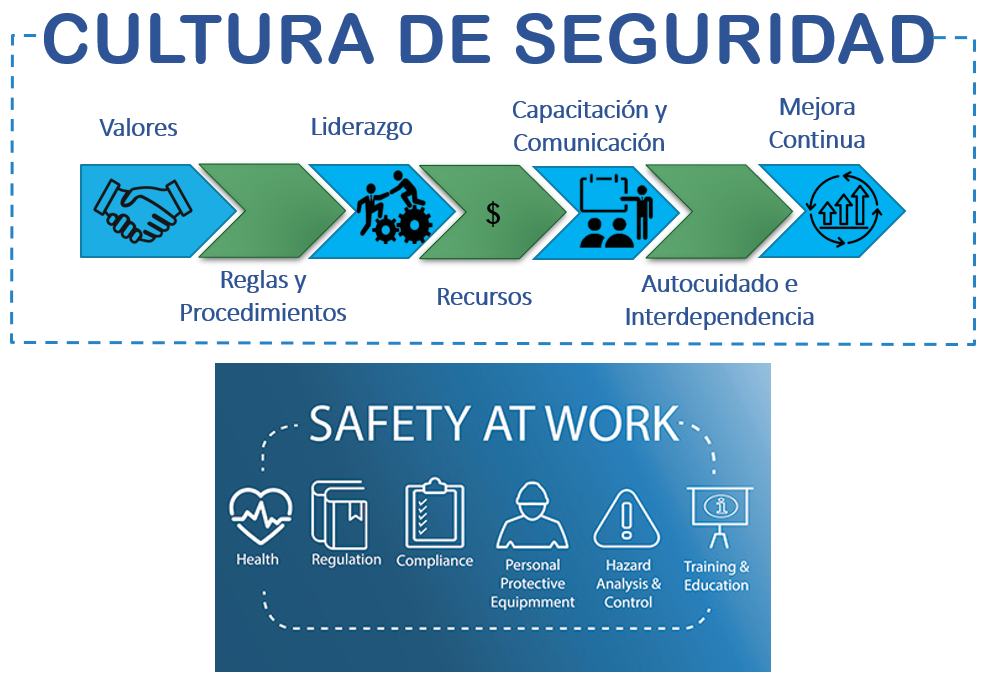 CULTURA DE SEGURIDAD
Valores
Liderazgo
Capacitación y
Comunicación
Mejora
Continua
$
Reglas y
Procedimientos
Recursos
Autocuidado e
Interdependencia
SAFETY AT WORK
Health
Regulation
Compliance
Personal
Protective
Equipmment
Hazard
Analysis &
Control
Training &
Education